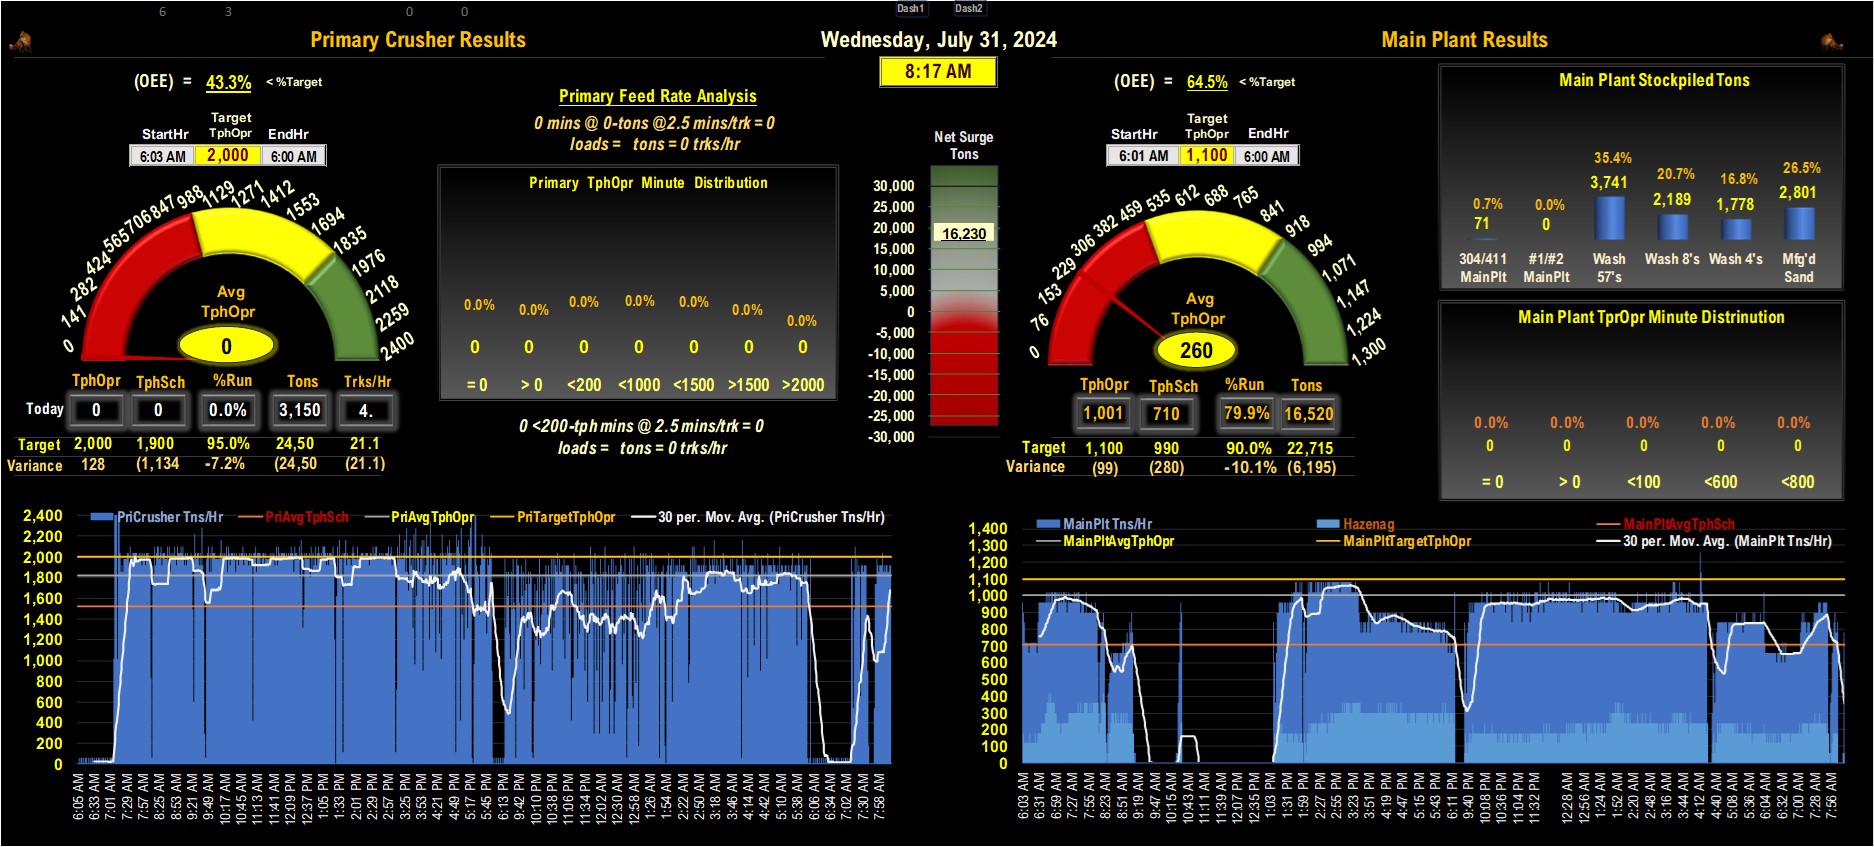 6 3 0 0 Dash1 Dash2
Primary Crusher Results
Wednesday, July 31, 2024
Main Plant Results
8:17 AM
(OEE) = 43.3% < %Target
StartHr Target TphOpr EndHr
6:03 AM 2,000 6:00 AM
0 141 282 424 565 706 847 988 1129 1271 1412 1553 1694 1835 1976 2118 2259 2400
Avg
TphOpr
0
TphOpr TphSch %Run Tons Trks/Hr
Today 0 0 0.0% 3,150 4.
Target 2,000 1,900 95.0% 24,50 21.1
Variance 128 (1,134 -7.2% (24,50 (21.1)
Primary Feed Rate Analysis
0 mins @ 0-tons @2.5 mins/trk = 0
loads = tons = 0 trks/hr
Primary TphOpr Minute Distribution
0.0% 0.0% 0.0% 0.0% 0.0% 0.0% 0.0%
0 0 0 0 0 0 0
= 0 > 0 <200 <1000 <1500 >1500 >2000
0 <200-tph mins @ 2.5 mins/trk = 0
loads = tons = 0 trks/hr
Net Surge
Tons
30,000
25,000
20,000
16,230
15,000
10,000
5,000
0
-5,000
-10,000
-15,000
-20,000
-25,000
-30,000
(OEE) = 64.5% < %Target
StartHr Target TphOpr EndHr
6:01 AM 1,100 6:00 AM
0 76 153 229 306 382 459 535 612 688 765 841 918 994 1,071 1,147 1,224 1,300
Avg
TphOpr
260
TphOpr TphSch %Run Tons
1,001 710 79.9% 16,520
Target 1,100 990 90.0% 22,715
Variance (99) (280) -10.1% (6,195)
Main Plant Stockpiled Tons
0.7% 0.0% 35.4% 20.7% 16.8% 26.5%
71 0 3,741 2,189 1,778 2,801
304/411 #1/#2 Wash Wash 8's Wash 4's Mfg'd
MainPlt MainPlt 57's Sand
Main Plant TprOpr Minute Distrinution
0.0% 0.0% 0.0% 0.0% 0.0%
0 0 0 0 0
= 0 > 0 <100 <600 <800
PriCrusher Tns/Hr PriAvgTphSch PriAvgTphOpr PriTargetTphOpr 30 per. Mov. Avg. (PriCrusher Tns/Hr)
2,400
2,200
2,000
1,800
1,600
1,400
1,200
1,000
800
600
400
200
0
6:05 AM 6:33 AM 7:01 AM 7:29 AM 7:57 AM 8:25 AM 8:53 AM 9:21 AM 9:49 AM 10:17 AM 10:45 AM 11:13 AM 11:41 AM 12:09 PM 12:37 PM 1:05 PM 1:33 PM 2:01 PM 2:29 PM 2:57 PM 3:25 PM 3:53 PM 4:21 PM 4:49 PM 5:17 PM 5:45 PM 6:13 PM 9:42 PM 10:10 PM 10:38 PM 11:06 PM 11:34 PM 12:02 AM 12:30 AM 12:58 AM 1:26 AM 1:54 AM 2:22 AM 2:50 AM 3:18 AM 3:46 AM 4:14 AM 4:42 AM 5:10 AM 5:38 AM 6:06 AM 6:34 AM 7:02 AM 7:30 AM 7:58 AM
MainPlt Tns/Hr Hazenag MainPltAvgTphSch
MainPltAvgTphOpr MainPltTargetTphOpr 30 per. Mov. Avg. (MainPlt Tns/Hr)
1,400
1,300
1,200
1,100
1,000
900
800
700
600
500
400
300
200
100
0
6:03 AM 6:31 AM 6:59 AM 7:27 AM 7:55 AM 8:23 AM 8:51 AM 9:19 AM 9:47 AM 10:15 AM 10:43 AM 11:11 AM 11:39 AM 12:07 PM 12:35 PM 1:03 PM 1:31 PM 1:59 PM 2:27 PM 2:55 PM 3:23 PM 3:51 PM 4:19 PM 4:47 PM 5:15 PM 5:43 PM 6:11 PM 6:40 PM 10:08 PM 10:36 PM 11:04 PM 11:32 PM 12:28 AM 12:56 AM 1:24 AM 1:52 AM 2:20 AM 2:48 AM 3:16 AM 3:44 AM 4:12 AM 4:40 AM 5:08 AM 5:36 AM 6:04 AM 6:32 AM 7:00 AM 7:28 AM 7:56 AM